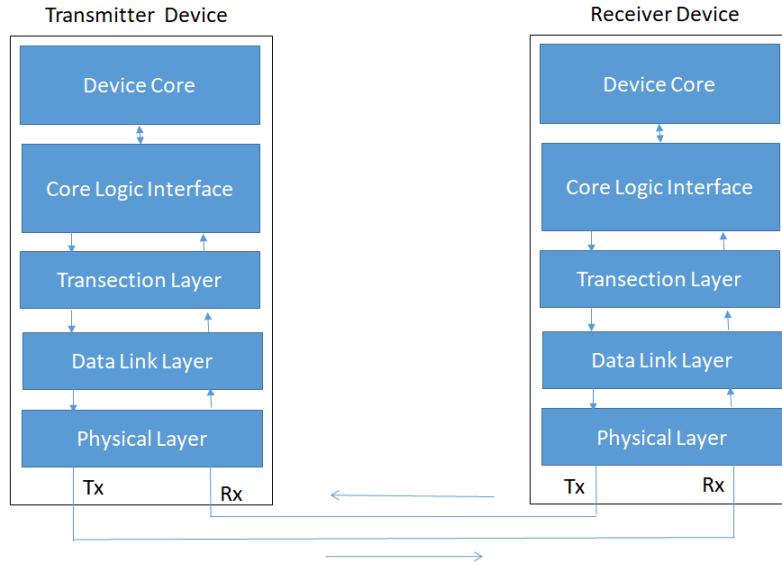 Transmitter Device
Receiver Device
Device Core
Device Core
Core Logic Interface
Core Logic Interface
Transection Layer
Transection Layer
Data Link Layer
Data Link Layer
Physical Layer
Physical Layer
Tx
Rx
Tx
Rx